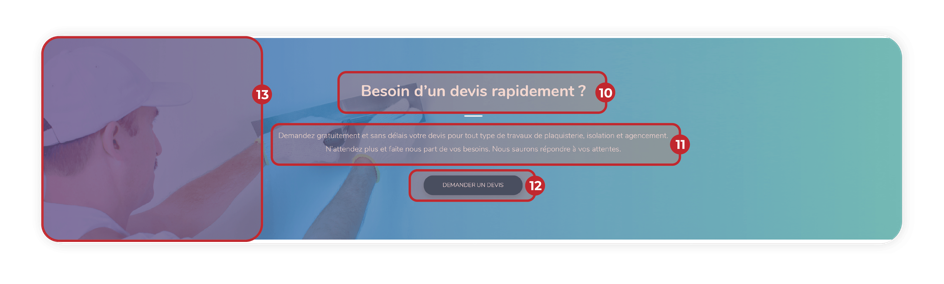 Besoin d'un devis rapidement ?
10
13
Demandez gratuitement et sans délais votre devis pour tout type de travaux de plaquisterie, isolation et agencement.
N'attendez plus et faite nous part de vos besoins. Nous saurons répondre à vos attentes.
11
DEMANDER UN DEVIS
12